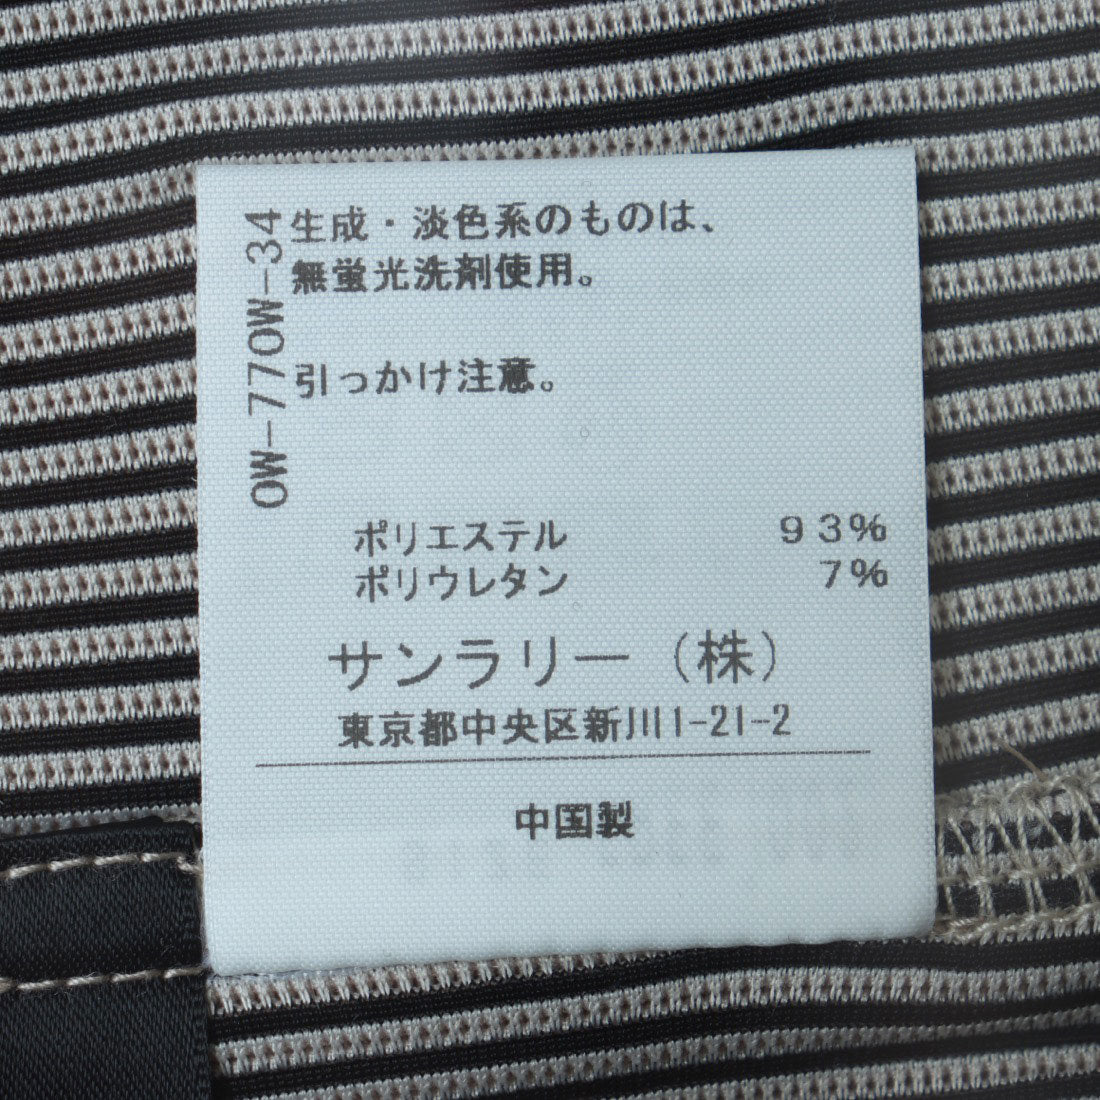 生成・淡色系のものは、
無蛍光洗剤使用。
引っかけ注意。
OW-770W-34
ポリエステル 93%
ポリウレタン 7%
サンラリー(株)
東京都中央区新川1-21-2
中国製